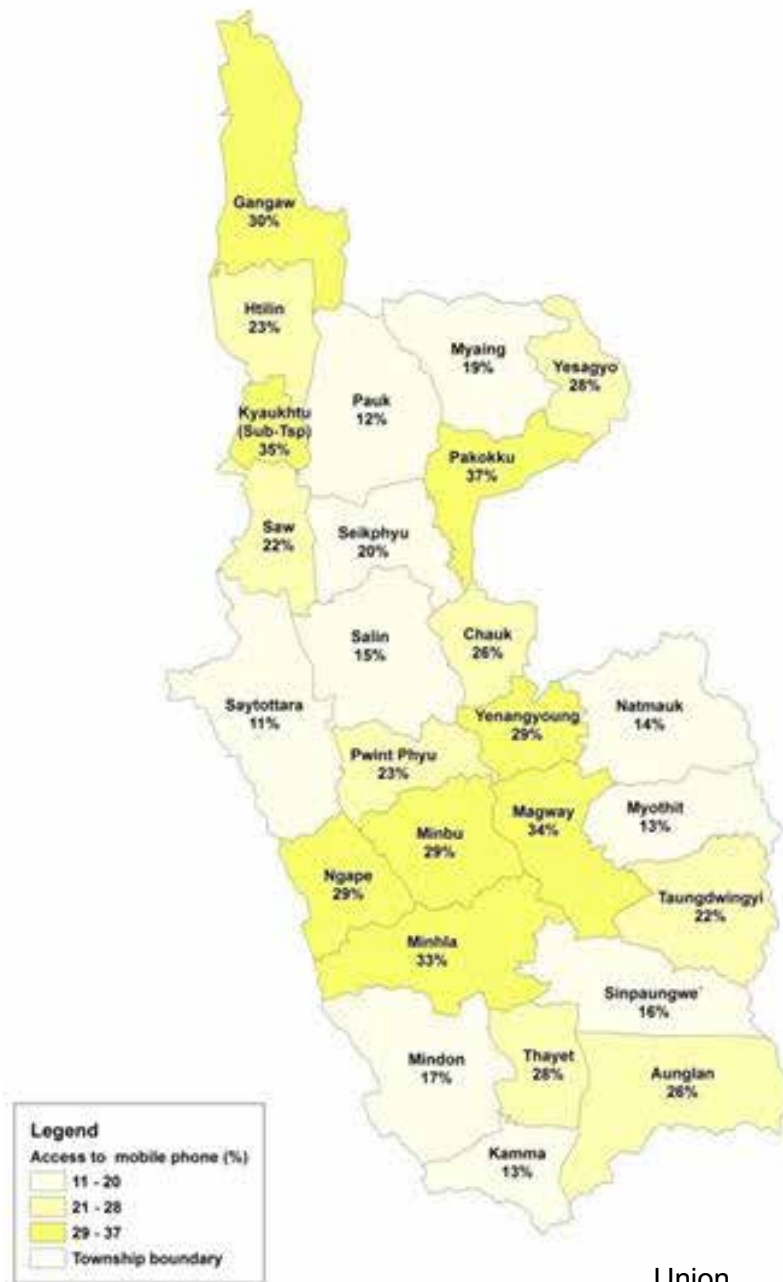 Gangaw
30%
Htilin
23%
Myaing
19%
Yesagyo
28%
Pauk
12%
Kyaukhtu
(Sub-Tsp)
35%
Pakokku
37%
Saw
22%
Seikphyu
20%
Salin
15%
Chauk
26%
Saytottara
11%
Yenangyoung
29%
Natmauk
14%
Pwint Phyu
23%
Magway
34%
Myothit
13%
Minbu
29%
Ngape
29%
Taungdwingyi
22%
Minhla
33%
Sinpaungwe`
16%
Mindon
17%
Thayet
28%
Aunglan
26%
Kamma
13%
Legend
Access to mobile phone (%)
11 - 20
21 - 28
29 - 37
Township boundary
Union